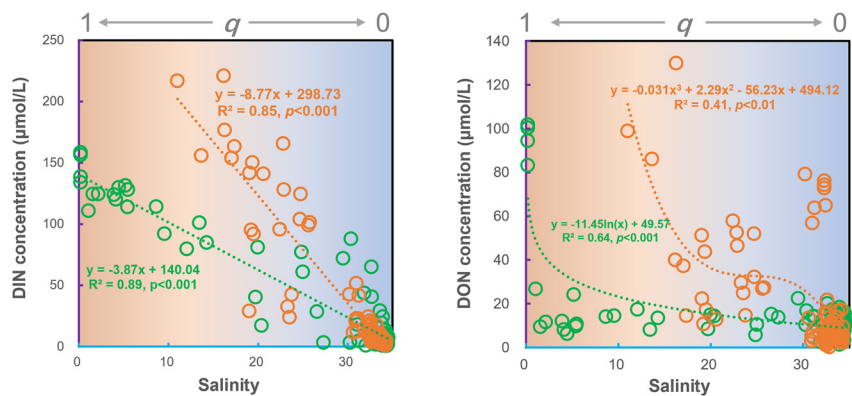 1 q 0
DIN concentration (µmol/L)
250
200
150
100
50
0
y = -8.77x + 298.73
R² = 0.85, p<0.001
y = -3.87x + 140.04
R² = 0.89, p<0.001
0 10 20 30
Salinity
1 q 0
DON concentration (µmol/L)
140
120
100
80
60
40
20
0
y = -0.031x³ + 2.29x² - 56.23x + 494.12
R² = 0.41, p<0.01
y = -11.45ln(x) + 49.57
R² = 0.64, p<0.001
0 10 20 30
Salinity